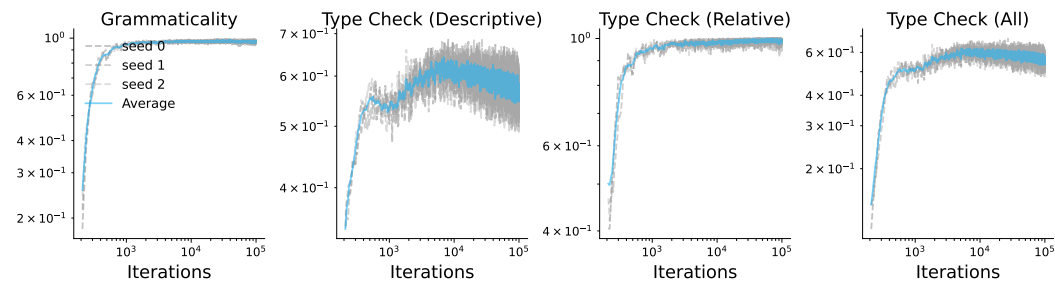 Grammaticality
10⁰
6 × 10⁻¹
4 × 10⁻¹
3 × 10⁻¹
2 × 10⁻¹
seed 0
seed 1
seed 2
Average
10³
10⁴
10⁵
Iterations
Type Check (Descriptive)
7 × 10⁻¹
6 × 10⁻¹
5 × 10⁻¹
4 × 10⁻¹
10³
10⁴
10⁵
Iterations
Type Check (Relative)
10⁰
6 × 10⁻¹
4 × 10⁻¹
10³
10⁴
10⁵
Iterations
Type Check (All)
6 × 10⁻¹
4 × 10⁻¹
3 × 10⁻¹
2 × 10⁻¹
10³
10⁴
10⁵
Iterations